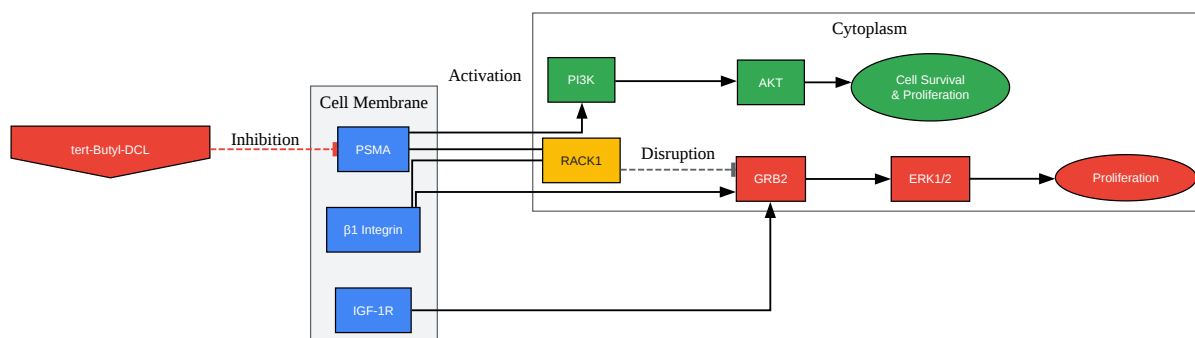 Cytoplasm
Activation
PI3K
AKT
Cell Survival
& Proliferation
Cell Membrane
tert-Butyl-DCL
Inhibition
PSMA
RACK1
Disruption
GRB2
ERK1/2
Proliferation
β1 Integrin
IGF-1R